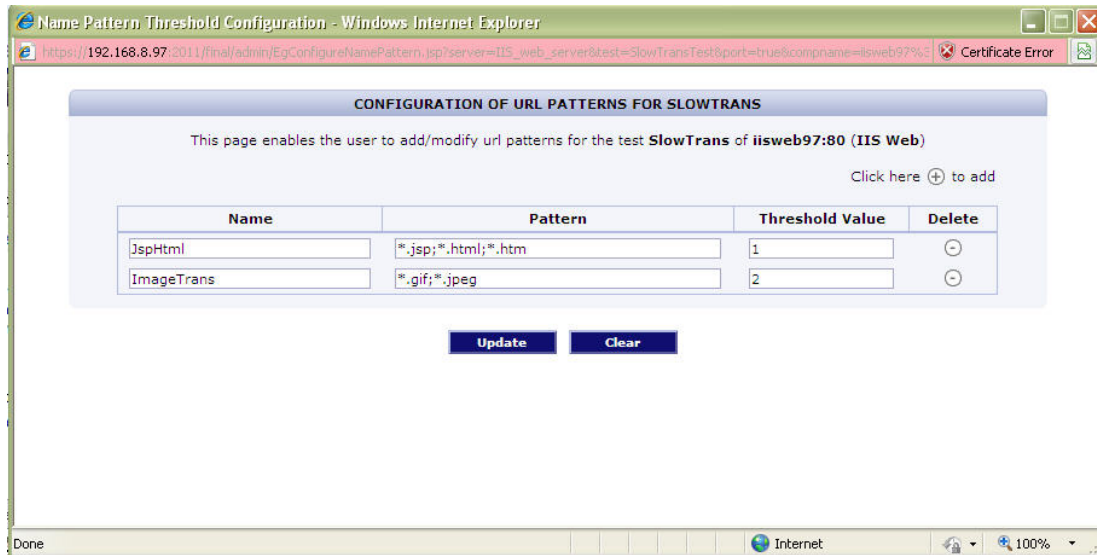 Name Pattern Threshold Configuration - Windows Internet Explorer
https://192.168.8.97:2011/final/admin/EgConfigureNamePattern.jsp?server=IIS_web_server&test=SlowTransTest&port=true&compname=iisweb97%3 Certificate Error
CONFIGURATION OF URL PATTERNS FOR SLOWTRANS
This page enables the user to add/modify url patterns for the test SlowTrans of iisweb97:80 (IIS Web)
Click here + to add
Name Pattern Threshold Value Delete
JspHtml *.jsp;*.html;*.htm 1
ImageTrans *.gif;*.jpeg 2
Update Clear
Done Internet 100%